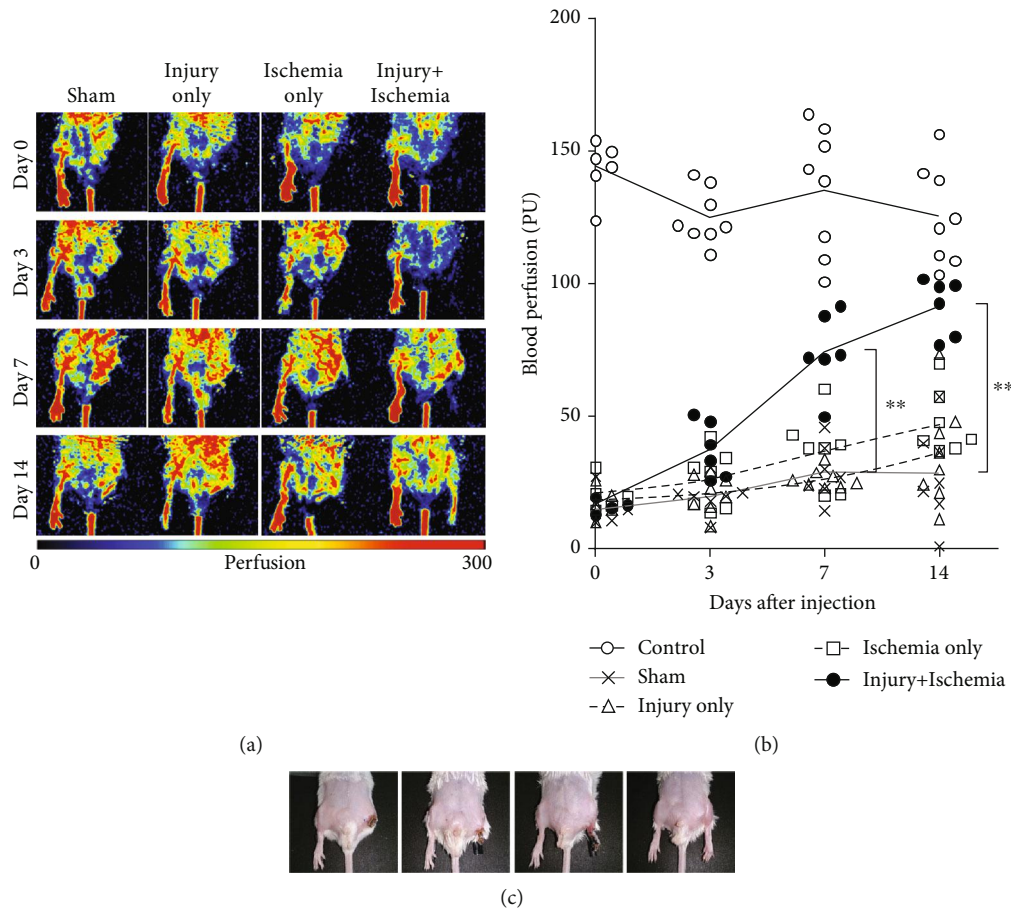 Sham
Injury
only
Ischemia
only
Injury+
Ischemia
Day 0
Day 3
Day 7
Day 14
0
Perfusion
300
(a)
200
150
100
50
0
Blood perfusion (PU)
**
**
0
3
7
14
Days after injection
Control
Sham
Injury only
Ischemia only
Injury+Ischemia
(b)
(c)